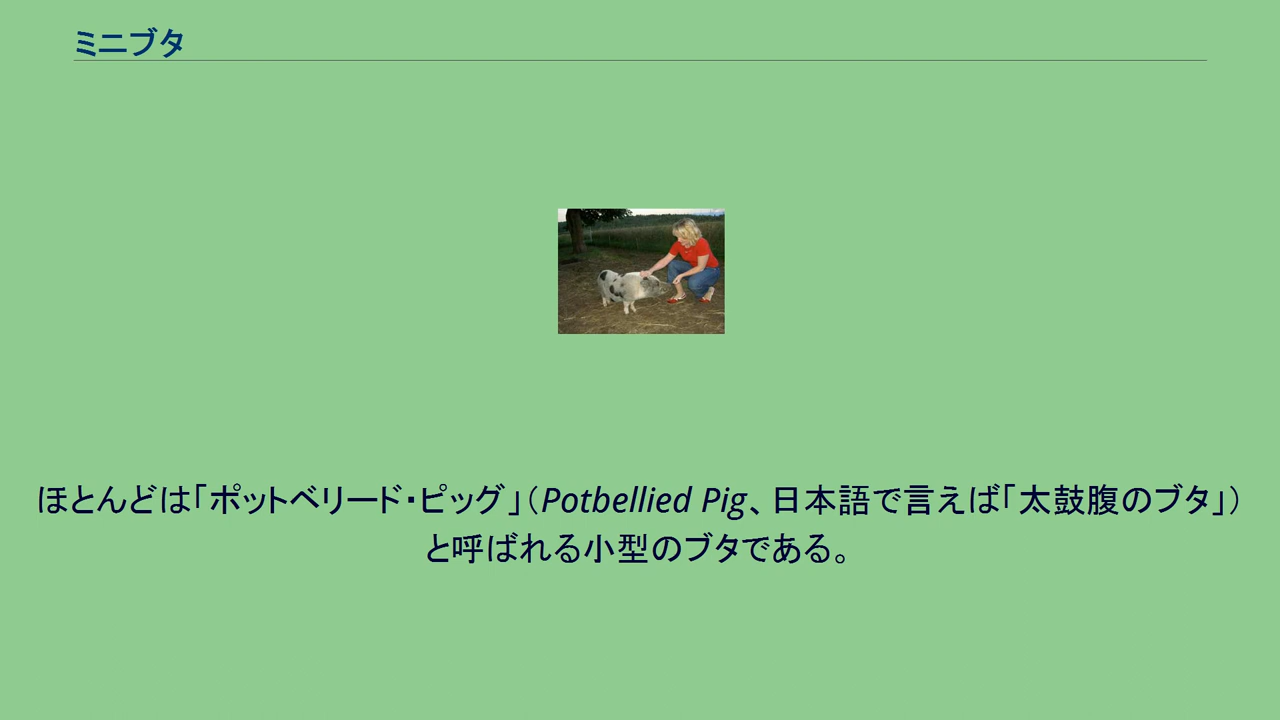 ミニブタ
ほとんどは「ポットベリード・ピッグ」（Potbellied Pig、日本語で言えば「太鼓腹のブタ」）
と呼ばれる小型のブタである。